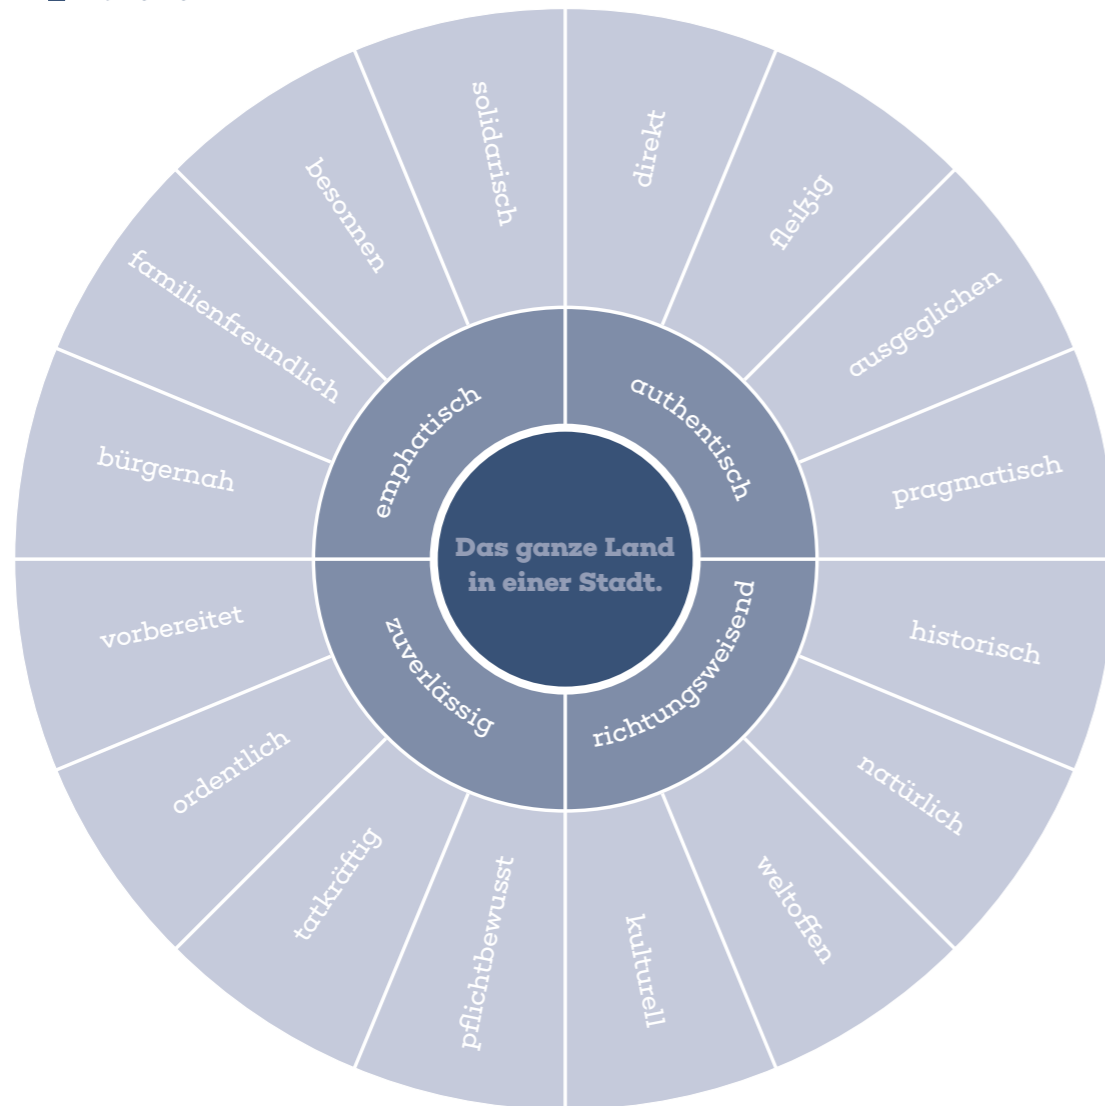 solidarisch
direkt
besonnen
fleißig
familienfreundlich
ausgeglichen
bürgernah
pragmatisch
emphatisch
authentisch
Das ganze Land
in einer Stadt.
zuverlässig
richtungsweisend
vorbereitet
historisch
ordentlich
natürlich
tatkräftig
weltoffen
pflichtbewusst
kulturell